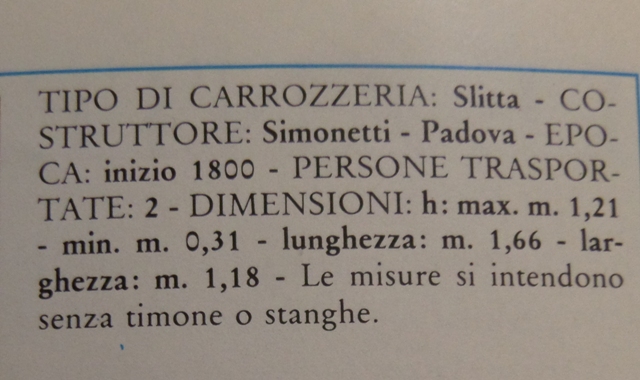 TIPO DI CARROZZERIA: Slitta - CO-
STRUTTORE: Simonetti - Padova - EPO-
CA: inizio 1800 - PERSONE TRASPOR-
TATE: 2 - DIMENSIONI: h: max. m. 1,21
- min. m. 0,31 - lunghezza: m. 1,66 - lar-
ghezza: m. 1,18 - Le misure si intendono
senza timone o stanghe.